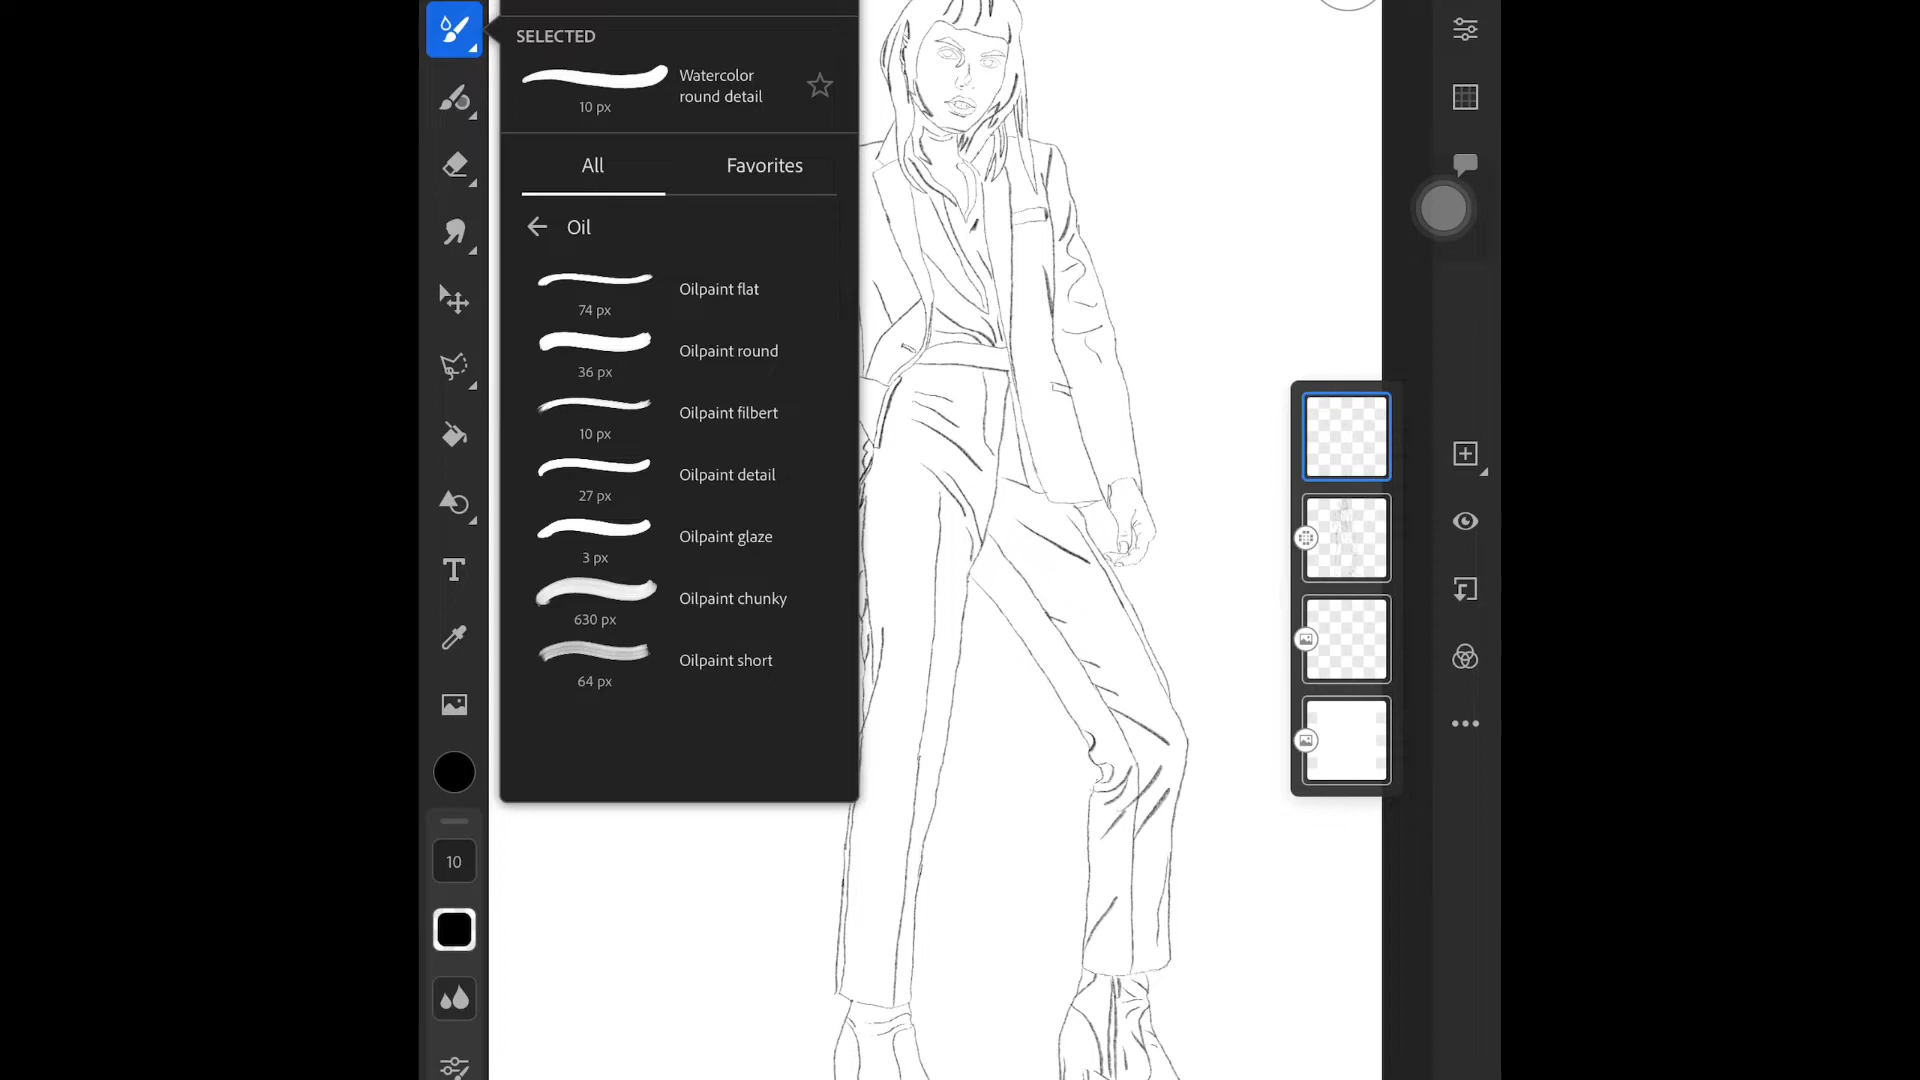 SELECTED
Watercolor
round detail
10 px
All
Favorites
Oil
Oilpaint flat
74 px
Oilpaint round
36 px
Oilpaint filbert
10 px
Oilpaint detail
27 px
Oilpaint glaze
3 px
Oilpaint chunky
630 px
Oilpaint short
64 px
T
10